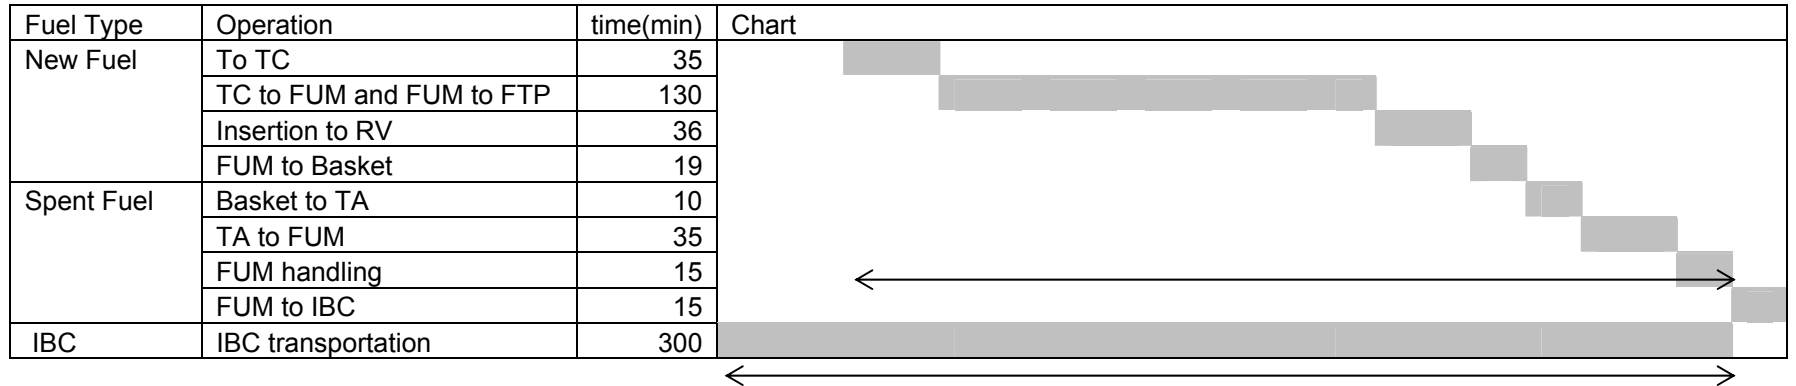 Fuel Type Operation time(min) Chart
New Fuel To TC 35
TC to FUM and FUM to FTP 130
Insertion to RV 36
FUM to Basket 19
Spent Fuel Basket to TA 10
TA to FUM 35
FUM handling 15
FUM to IBC 15
IBC IBC transportation 300